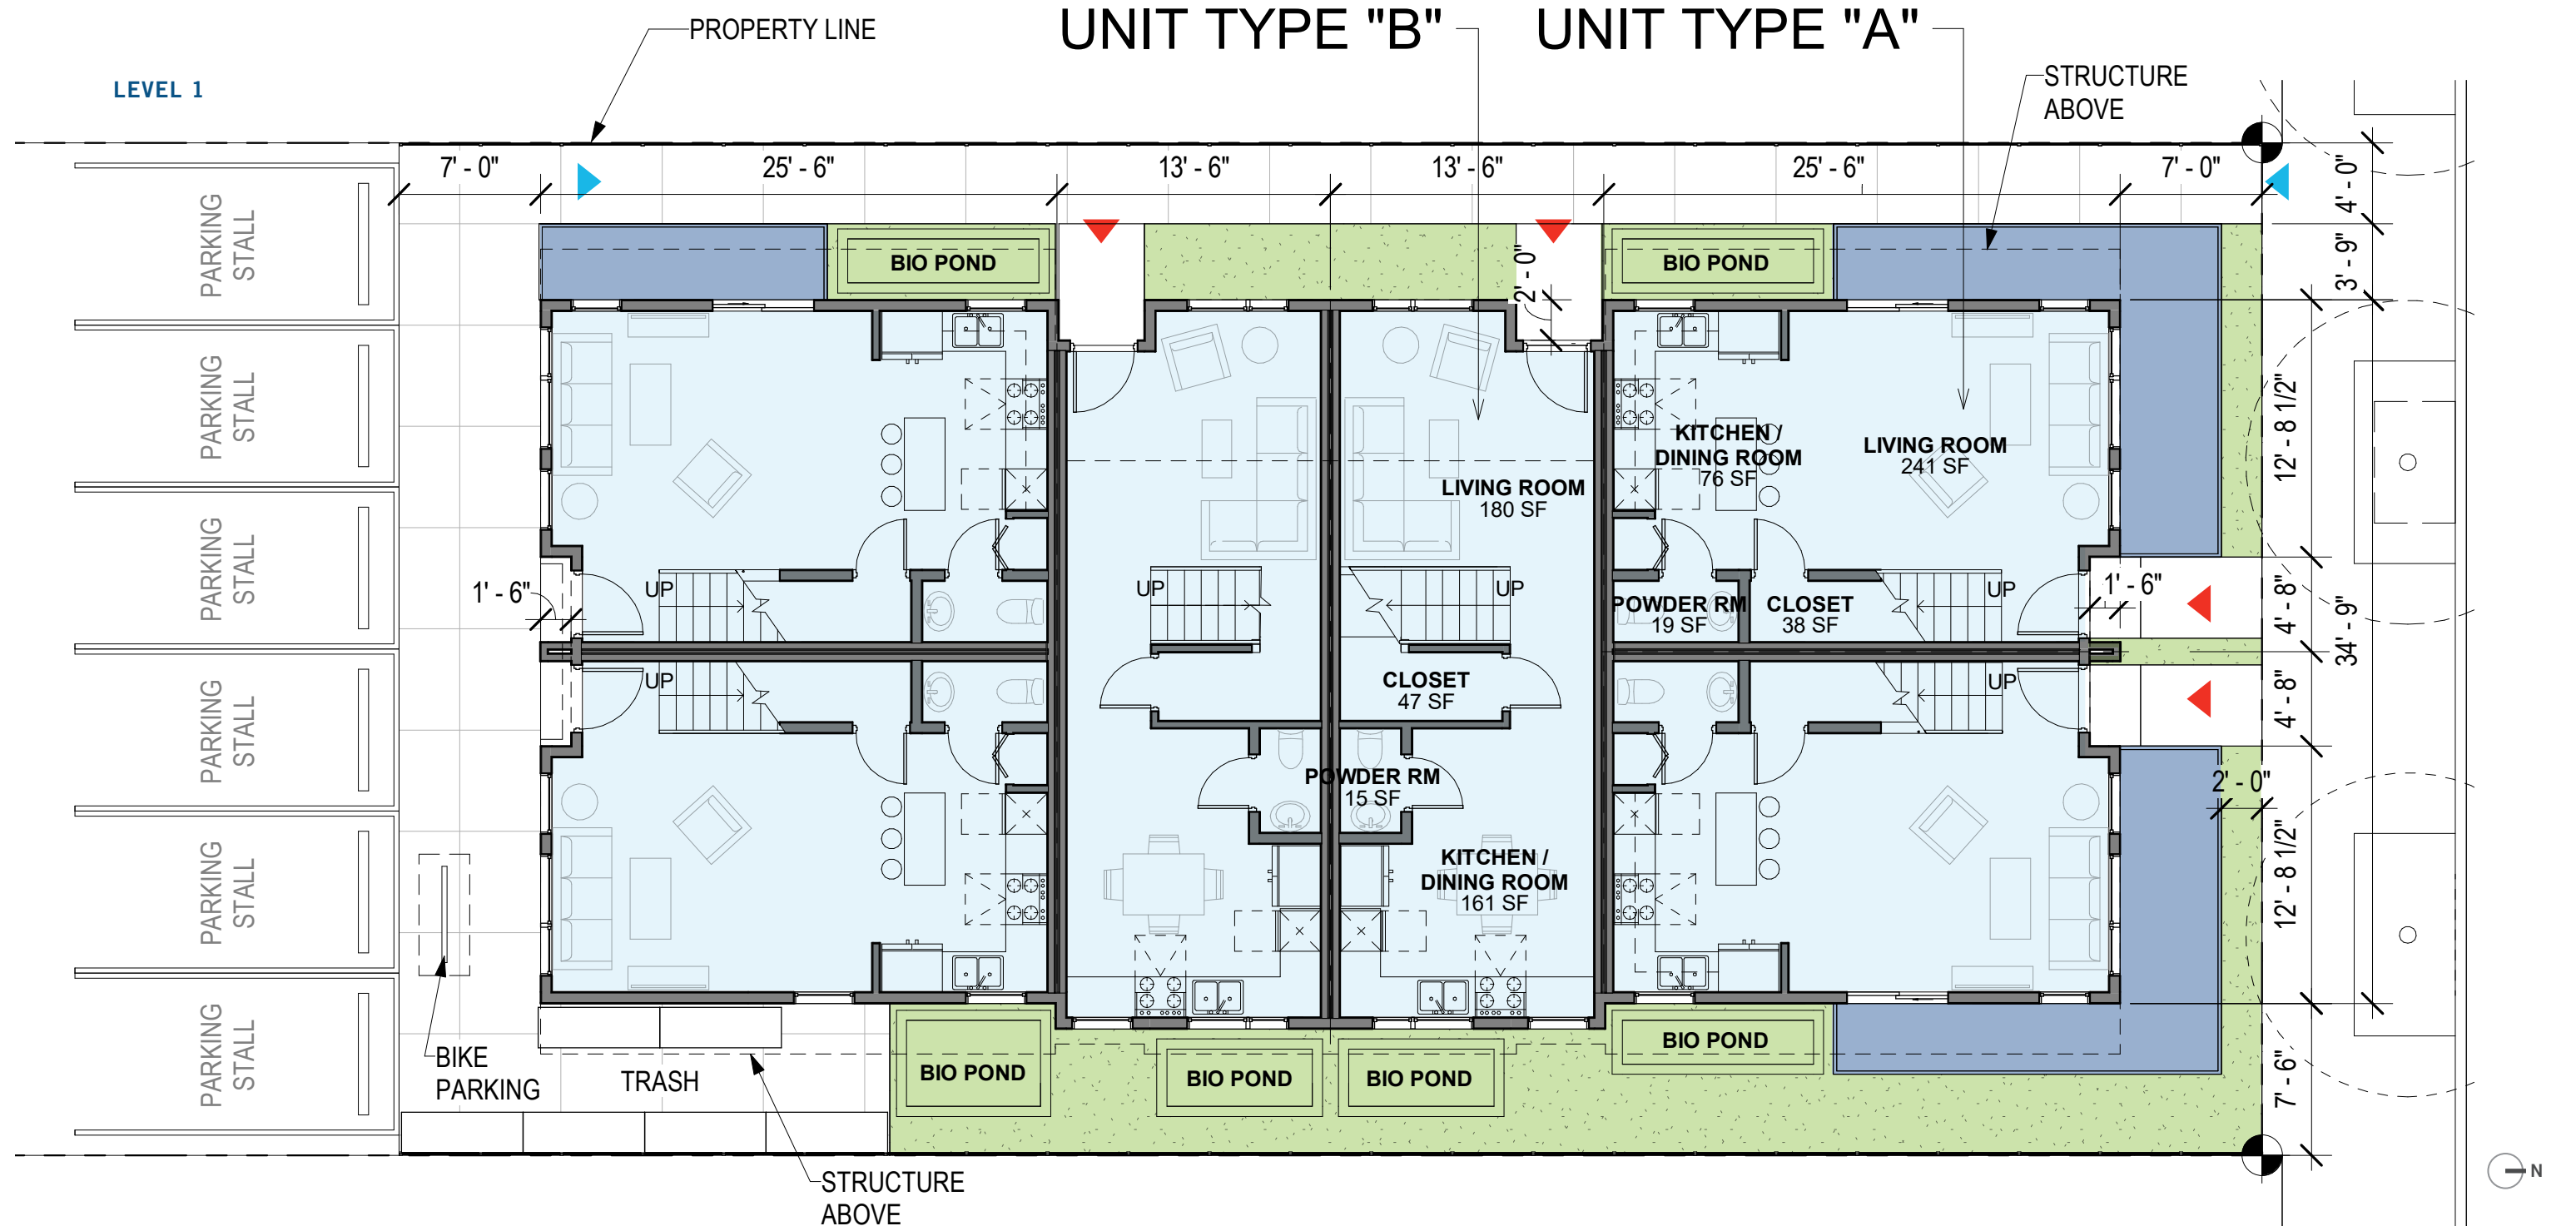 UNIT TYPE "B"
UNIT TYPE "A"
PROPERTY LINE
LEVEL 1
STRUCTURE
ABOVE
7' - 0"
25' - 6"
13' - 6"
13' - 6"
25' - 6"
7' - 0"
4' - 0"
3' - 9"
12' - 8 1/2"
4' - 8"
34' - 9"
4' - 8"
2' - 0"
12' - 8 1/2"
7' - 6"
PARKING
STALL
PARKING
STALL
PARKING
STALL
PARKING
STALL
PARKING
STALL
PARKING
STALL
BIO POND
2' - 0"
BIO POND
KITCHEN /
DINING ROOM
76 SF
LIVING ROOM
241 SF
LIVING ROOM
180 SF
1' - 6"
UP
UP
UP
POWDER RM
19 SF
CLOSET
38 SF
UP
1' - 6"
UP
CLOSET
47 SF
UP
POWDER RM
15 SF
KITCHEN /
DINING ROOM
161 SF
BIKE
PARKING
TRASH
BIO POND
BIO POND
BIO POND
BIO POND
STRUCTURE
ABOVE
N